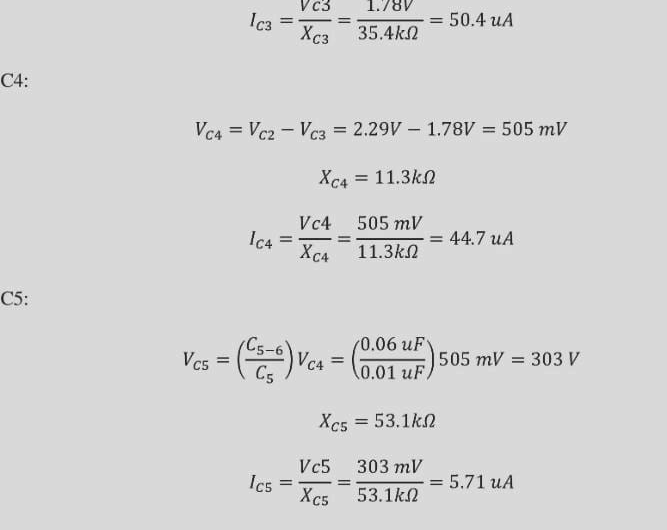 I_C3 = Vc3 / X_C3 = 1.78V / 35.4kΩ = 50.4 uA
C4:
V_C4 = V_C2 − V_C3 = 2.29V − 1.78V = 505 mV
X_C4 = 11.3kΩ
I_C4 = Vc4 / X_C4 = 505 mV / 11.3kΩ = 44.7 uA
C5:
V_C5 = (C_5−6 / C_5) V_C4 = (0.06 uF / 0.01 uF) 505 mV = 303 V
X_C5 = 53.1kΩ
I_C5 = Vc5 / X_C5 = 303 mV / 53.1kΩ = 5.71 uA